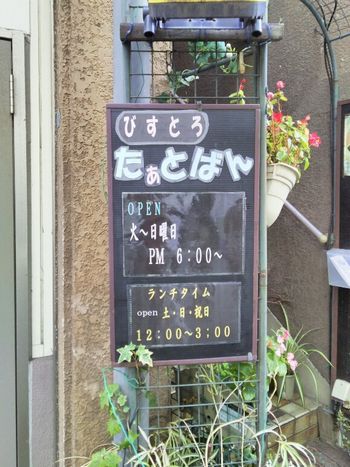 びすとろ
たぁとばん
OPEN
火〜日曜日
PM 6:00〜
ランチタイム
open 土・日・祝日
12:00〜3:00